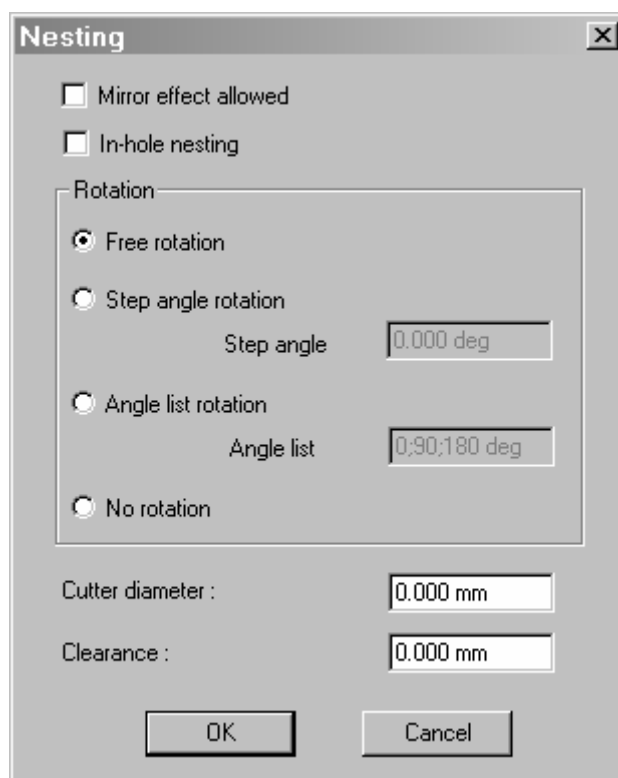 Nesting
Mirror effect allowed
In-hole nesting
Rotation
Free rotation
Step angle rotation
Step angle 0.000 deg
Angle list rotation
Angle list 0;90;180 deg
No rotation
Cutter diameter : 0.000 mm
Clearance : 0.000 mm
OK Cancel